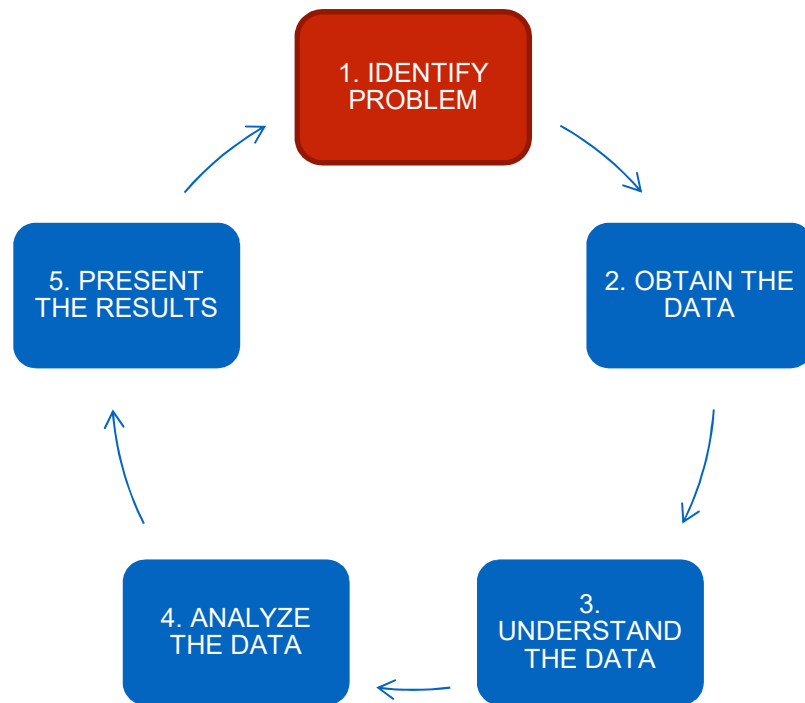 1. IDENTIFY
PROBLEM
2. OBTAIN THE
DATA
3.
UNDERSTAND
THE DATA
4. ANALYZE
THE DATA
5. PRESENT
THE RESULTS